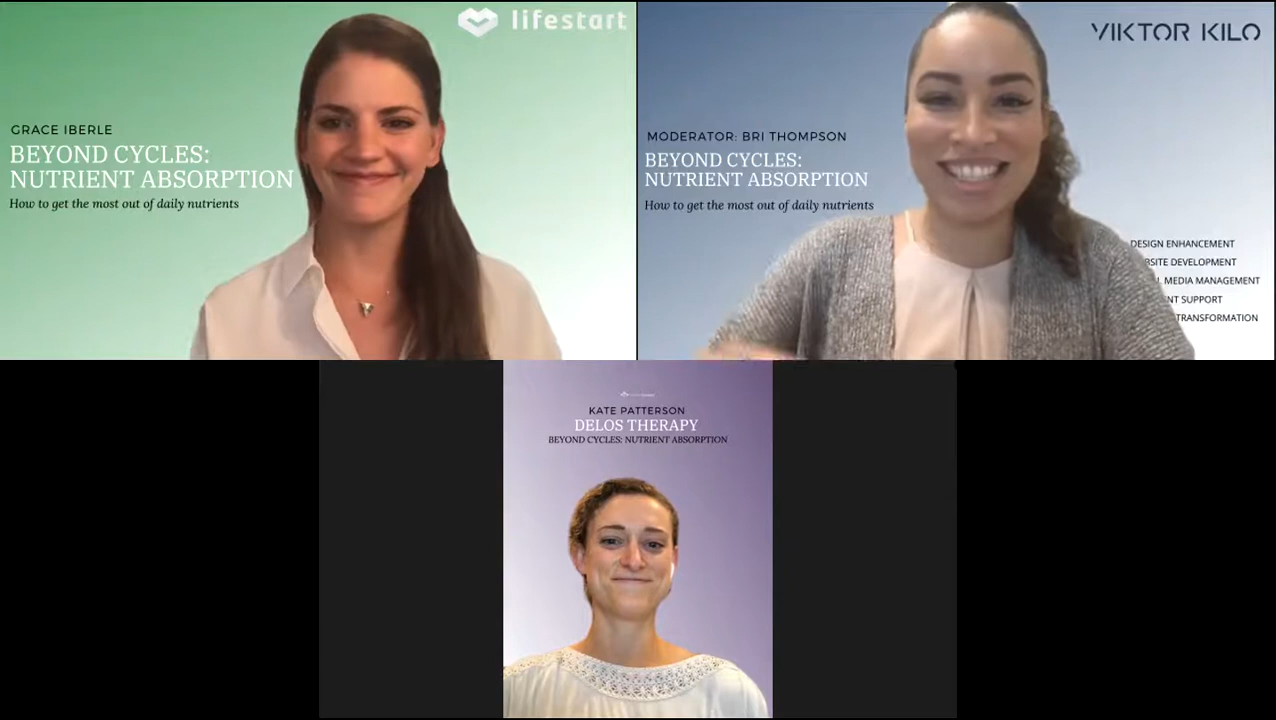 lifestart
GRACE IBERLE
BEYOND CYCLES:
NUTRIENT ABSORPTION
How to get the most out of daily nutrients
VIKTOR KILO
MODERATOR: BRI THOMPSON
BEYOND CYCLES:
NUTRIENT ABSORPTION
How to get the most out of daily nutrients
DESIGN ENHANCEMENT
DEVELOPMENT
MEDIA MANAGEMENT
SUPPORT
TRANSFORMATION
KATE PATTERSON
DELOS THERAPY
BEYOND CYCLES: NUTRIENT ABSORPTION